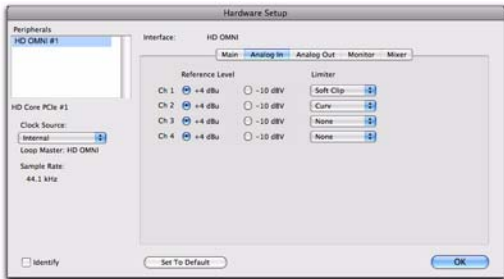 Hardware Setup
Peripherals
HD OMNI #1
Interface: HD OMNI
Main Analog In Analog Out Monitor Mixer
Reference Level Limiter
Ch 1 +4 dBu -10 dBV Soft Clip
Ch 2 +4 dBu -10 dBV Curv
Ch 3 +4 dBu -10 dBV None
Ch 4 +4 dBu -10 dBV None
HD Core PCIe #1
Clock Source:
Internal
Loop Master: HD OMNI
Sample Rate:
44.1 kHz
Identify
Set To Default
OK